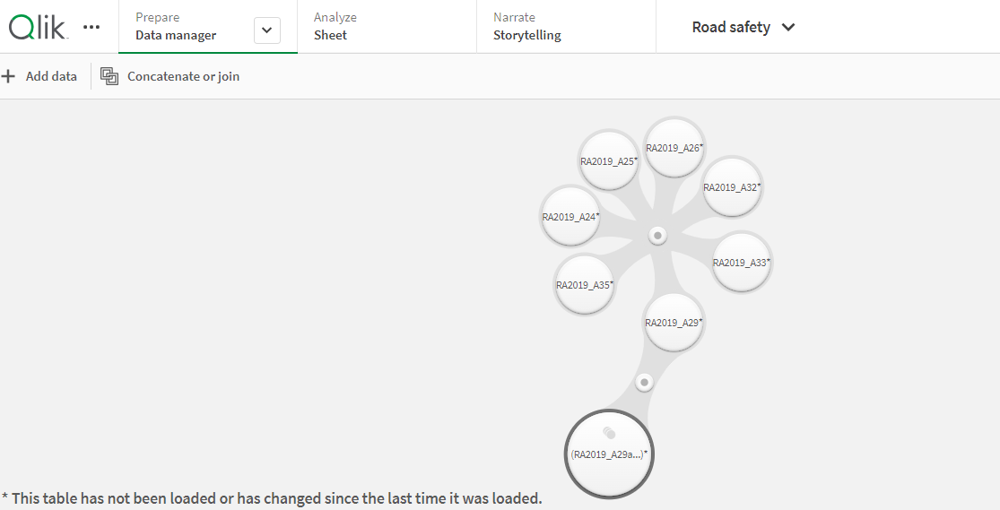 Qlik
Prepare
Data manager
Analyze
Sheet
Narrate
Storytelling
Road safety
Add data
Concatenate or join
RA2019_A26*
RA2019_A25*
RA2019_A32*
RA2019_A24*
RA2019_A33*
RA2019_A35*
RA2019_A29*
(RA2019_A29a...)*
* This table has not been loaded or has changed since the last time it was loaded.